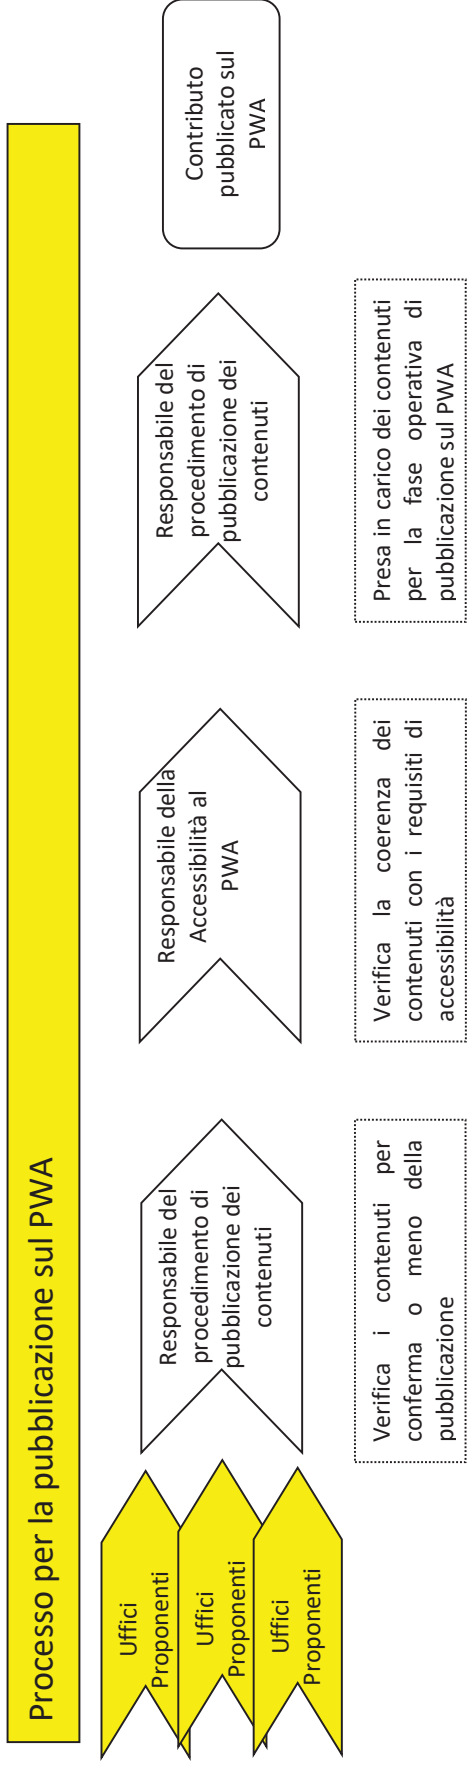 Processo per la pubblicazione sul PWA
Uffici
Proponenti
Uffici
Proponenti
Uffici
Proponenti
Responsabile del
procedimento di
pubblicazione dei
contenuti
Verifica i contenuti per
conferma o meno della
pubblicazione
Responsabile della
Accessibilità al
PWA
Verifica la coerenza dei
contenuti con i requisiti di
accessibilità
Responsabile del
procedimento di
pubblicazione dei
contenuti
Presa in carico dei contenuti
per la fase operativa di
pubblicazione sul PWA
Contributo
pubblicato sul
PWA